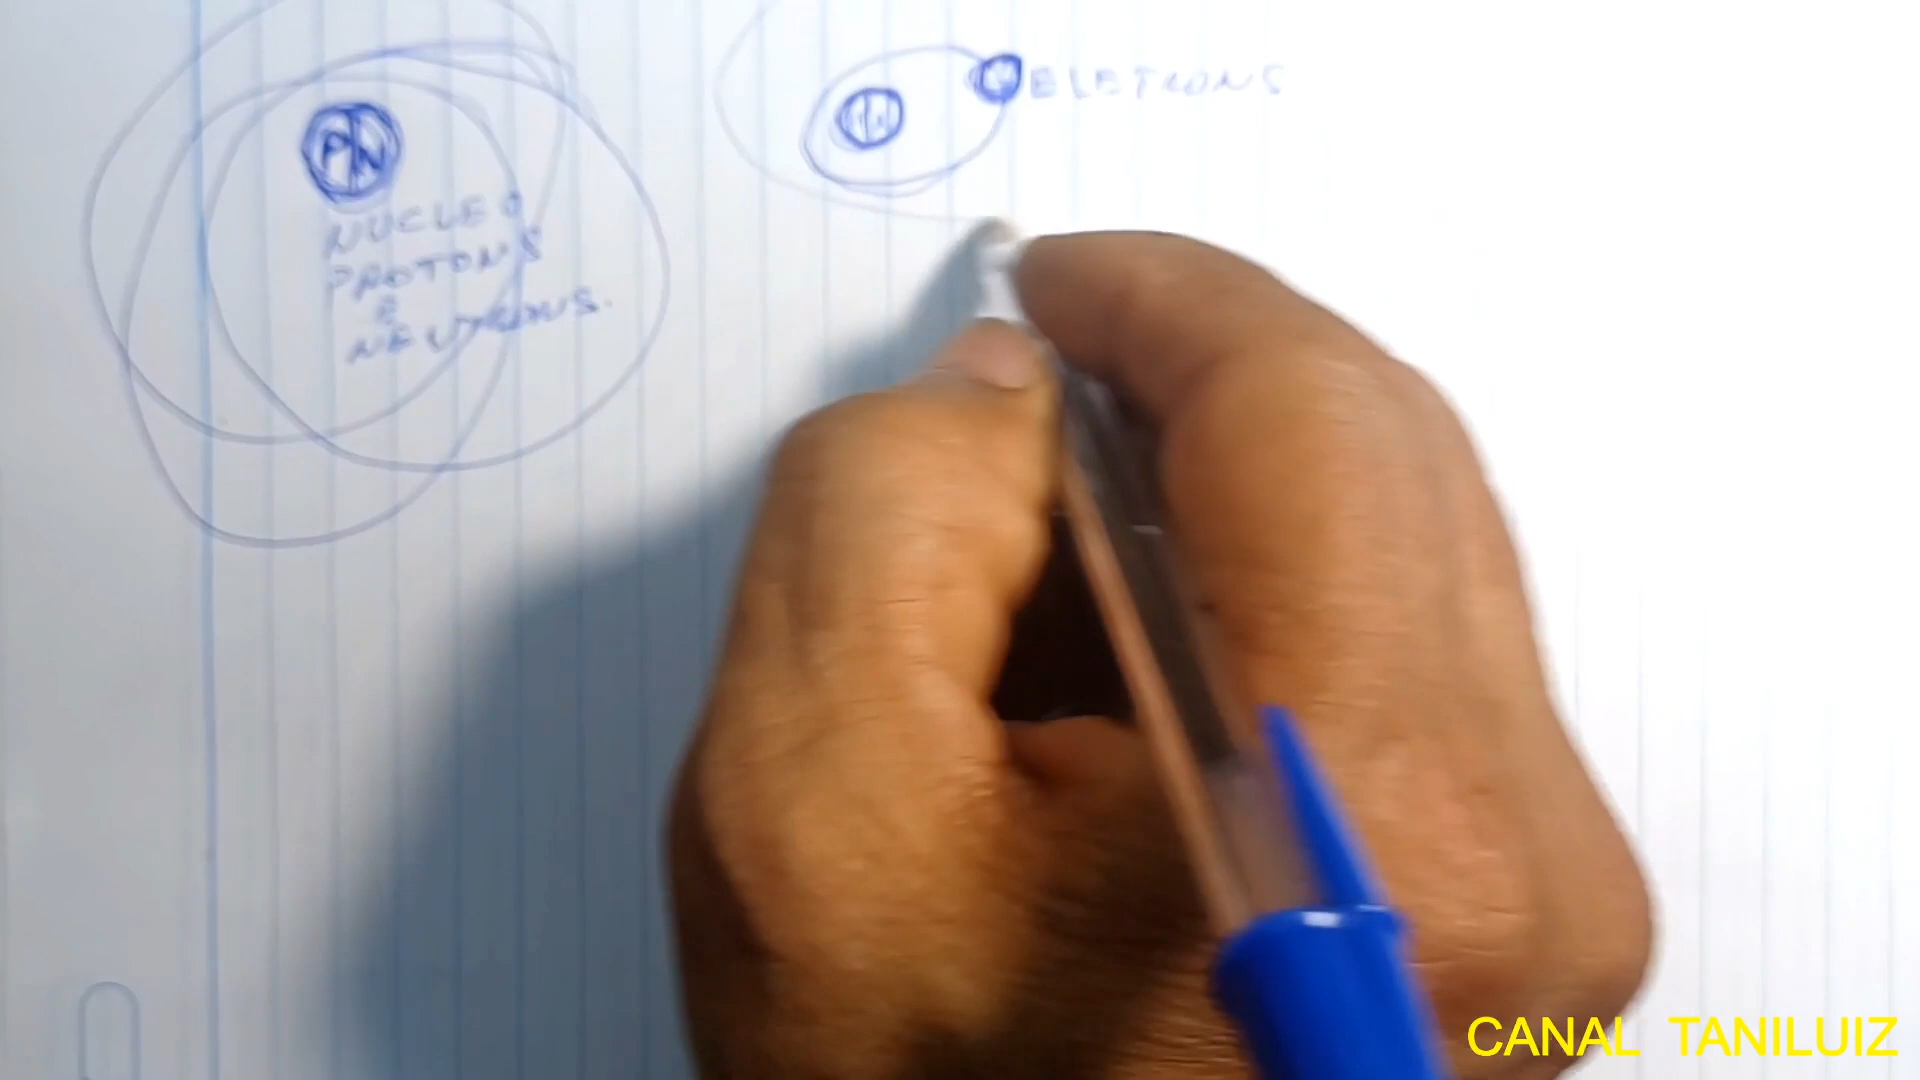 PN
NUCLEO
PROTONS
E
NEUTRONS.
ELETRONS
CANAL TANILUIZ